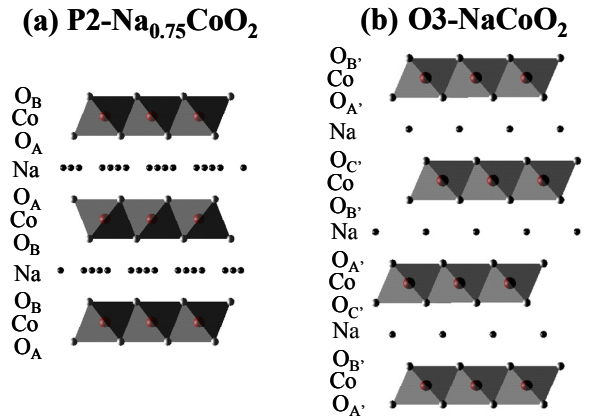 (a) P2-Na0.75CoO2
OB
Co
OA
Na
OA
Co
OB
Na
OB
Co
OA
(b) O3-NaCoO2
OB’
Co
OA’
Na
OC’
Co
OB’
Na
OA’
Co
OC’
Na
OB’
Co
OA’